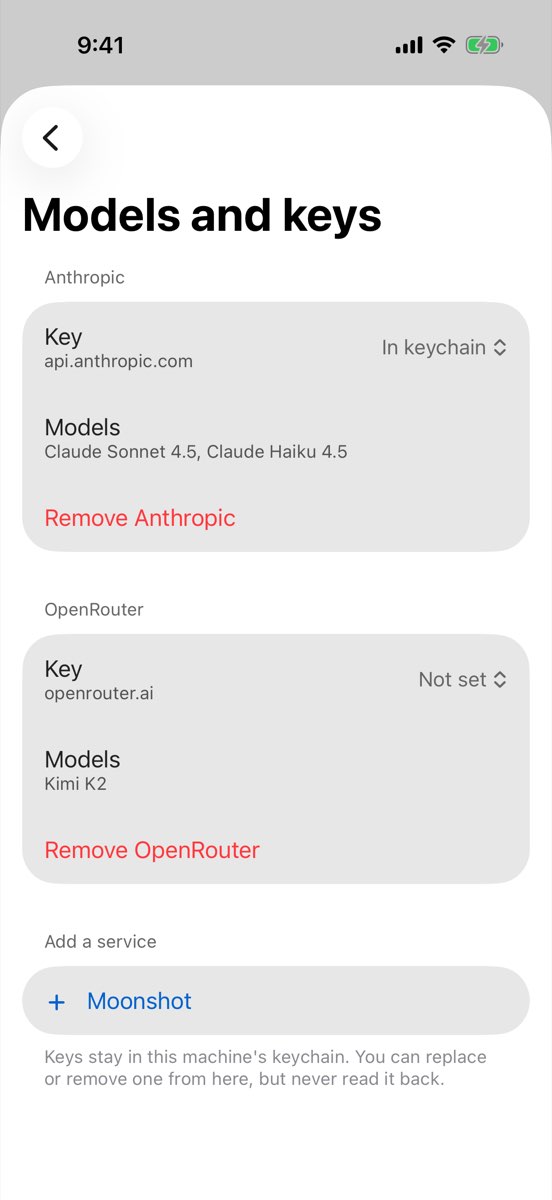 9:41
Models and keys
Anthropic
Key
api.anthropic.com
In keychain
Models
Claude Sonnet 4.5, Claude Haiku 4.5
Remove Anthropic
OpenRouter
Key
openrouter.ai
Not set
Models
Kimi K2
Remove OpenRouter
Add a service
+ Moonshot
Keys stay in this machine's keychain. You can replace
or remove one from here, but never read it back.